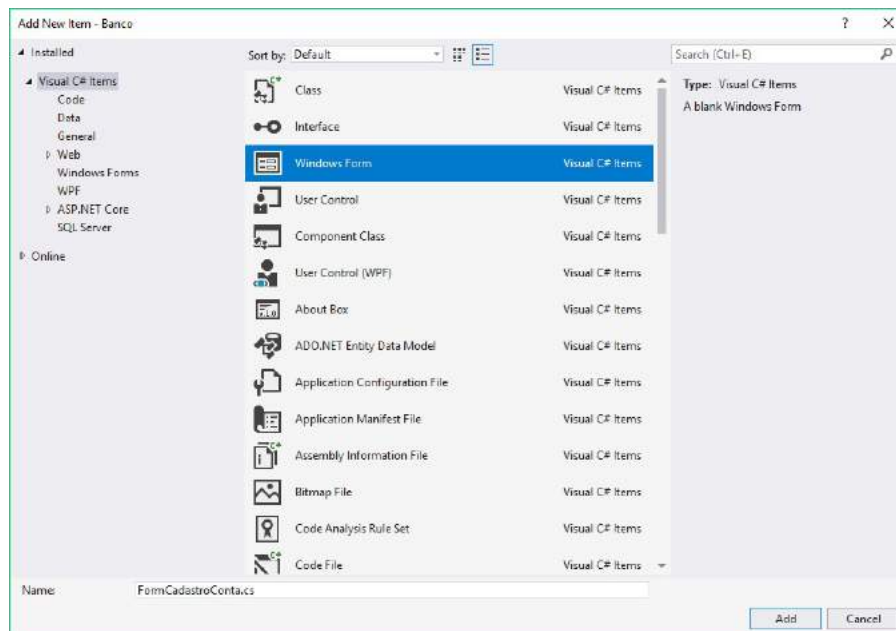 Add New Item - Banco
? X
Installed
Sort by: Default
Search (Ctrl+E)
Visual C# Items
Code
Data
General
Web
Windows Forms
WPF
ASP.NET Core
SQL Server
Online
Class Visual C# Items
Interface Visual C# Items
Windows Form Visual C# Items
User Control Visual C# Items
Component Class Visual C# Items
User Control (WPF) Visual C# Items
About Box Visual C# Items
ADO.NET Entity Data Model Visual C# Items
Application Configuration File Visual C# Items
Application Manifest File Visual C# Items
Assembly Information File Visual C# Items
Bitmap File Visual C# Items
Code Analysis Rule Set Visual C# Items
Code File Visual C# Items
Type: Visual C# Items
A blank Windows Form
Name: FormCadastroConta.cs
Add Cancel